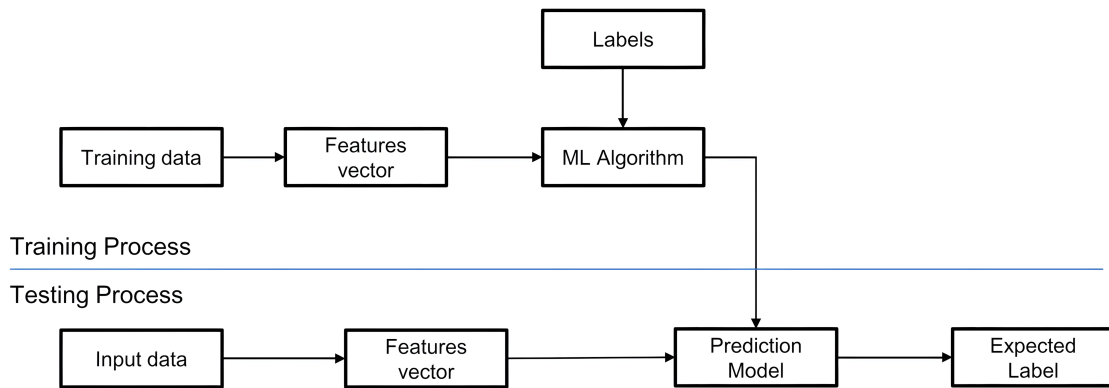 Labels
Training data
Features
vector
ML Algorithm
Training Process
Testing Process
Input data
Features
vector
Prediction
Model
Expected
Label